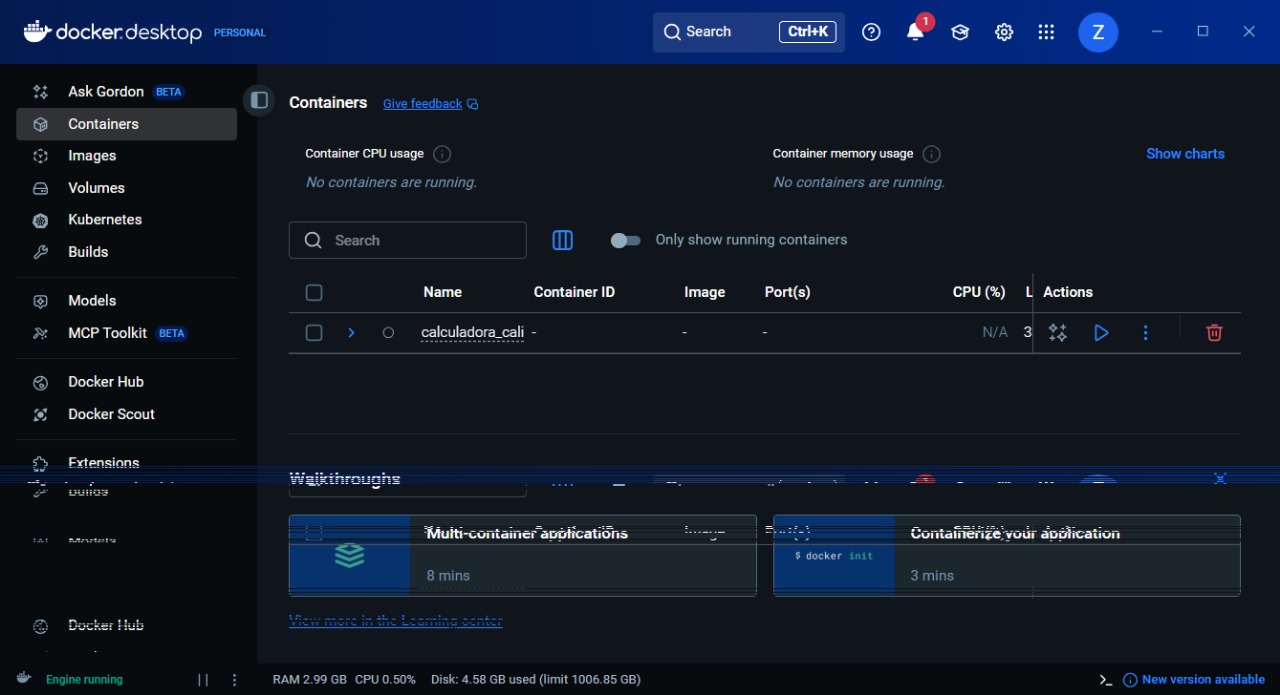 docker.desktop PERSONAL
Search Ctrl+K
1
Z
Ask Gordon BETA
Containers
Images
Volumes
Kubernetes
Builds
Models
MCP Toolkit BETA
Docker Hub
Docker Scout
Extensions
Builds
Models
Docker Hub
Containers Give feedback
Container CPU usage
No containers are running.
Container memory usage
No containers are running.
Show charts
Search
Only show running containers
Name Container ID Image Port(s) CPU (%) L Actions
calculadora_cali - - - N/A 3
Walkthroughs
Multi-container applications
8 mins
$ docker init
Containerize your application
3 mins
View more in the Learning center
Engine running
RAM 2.99 GB CPU 0.50% Disk: 4.58 GB used (limit 1006.85 GB)
New version available